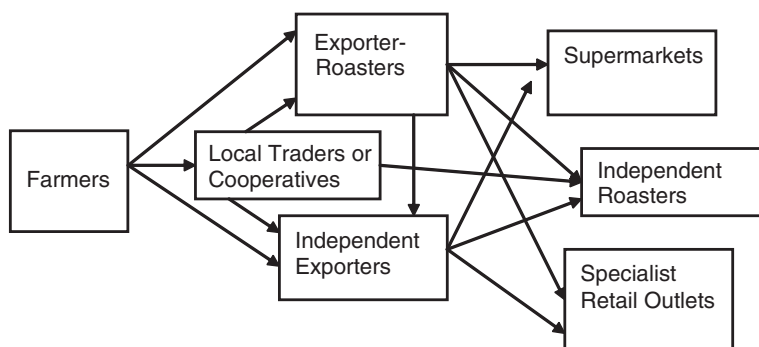 Farmers
Exporter-
Roasters
Local Traders or
Cooperatives
Independent
Exporters
Supermarkets
Independent
Roasters
Specialist
Retail Outlets